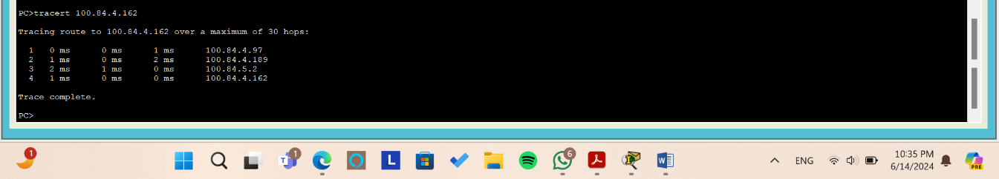 PC>tracert 100.84.4.162
Tracing route to 100.84.4.162 over a maximum of 30 hops:
1 0 ms 0 ms 1 ms 100.84.4.97
2 1 ms 0 ms 2 ms 100.84.4.189
3 2 ms 1 ms 0 ms 100.84.5.2
4 1 ms 0 ms 0 ms 100.84.4.162
Trace complete.
PC>
1
T
1
L
6
W
ENG
10:35 PM
6/14/2024
PRE